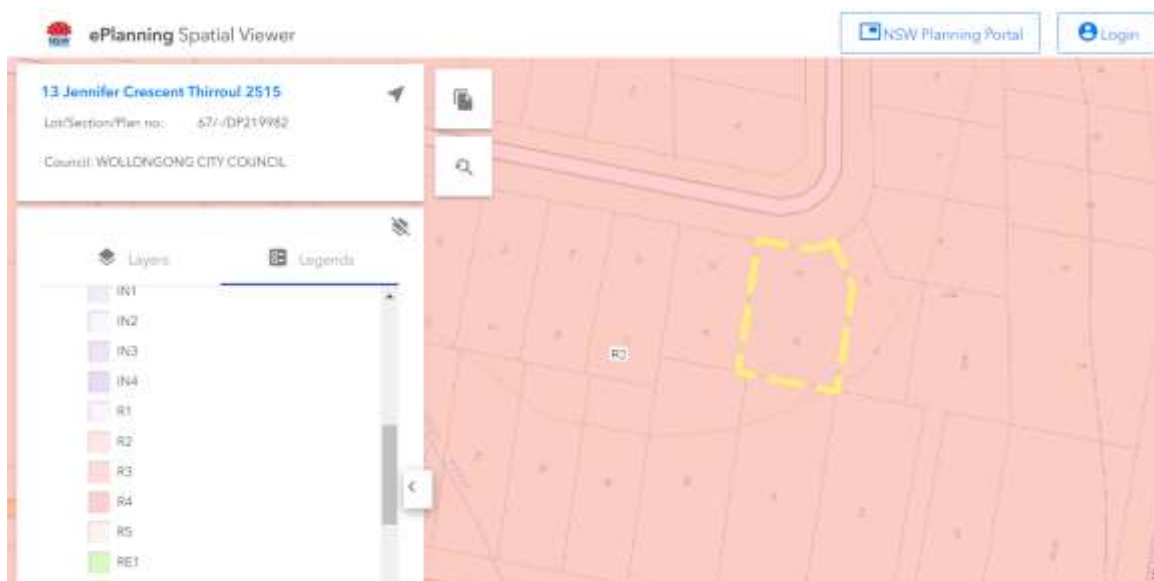 NSW
ePlanning Spatial Viewer
NSW Planning Portal
Login
13 Jennifer Crescent Thirroul 2515
Lot/Section/Plan no: 67/-/DP219982
Council: WOLLONGONG CITY COUNCIL
Layers
Legends
IN1
IN2
IN3
IN4
R1
R2
R3
R4
R5
RE1
R2